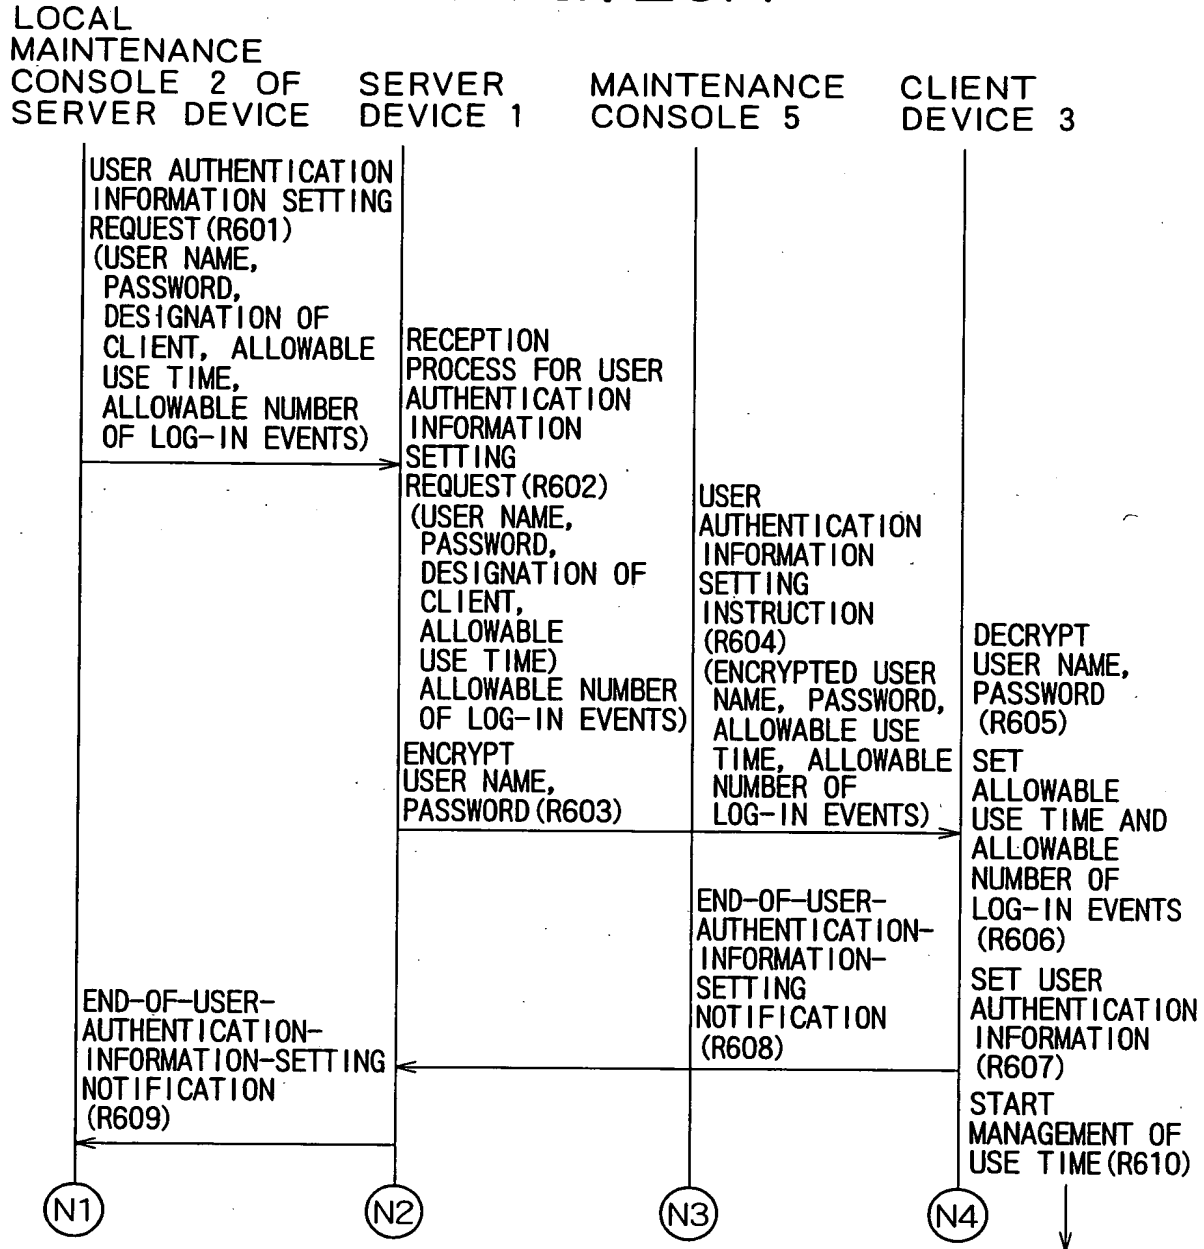 LOCAL
MAINTENANCE
CONSOLE 2 OF
SERVER DEVICE
SERVER
DEVICE 1
MAINTENANCE
CONSOLE 5
CLIENT
DEVICE 3
USER AUTHENTICATION
INFORMATION SETTING
REQUEST(R601)
(USER NAME,
PASSWORD,
DESIGNATION OF
CLIENT, ALLOWABLE
USE TIME,
ALLOWABLE NUMBER
OF LOG-IN EVENTS)
RECEPTION
PROCESS FOR USER
AUTHENTICATION
INFORMATION
SETTING
REQUEST(R602)
(USER NAME,
PASSWORD,
DESIGNATION OF
CLIENT,
ALLOWABLE
USE TIME)
ALLOWABLE NUMBER
OF LOG-IN EVENTS)
ENCRYPT
USER NAME,
PASSWORD(R603)
USER
AUTHENTICATION
INFORMATION
SETTING
INSTRUCTION
(R604)
(ENCRYPTED USER
NAME, PASSWORD,
ALLOWABLE USE
TIME, ALLOWABLE
NUMBER OF
LOG-IN EVENTS)
DECRYPT
USER NAME,
PASSWORD
(R605)
SET
ALLOWABLE
USE TIME AND
ALLOWABLE
NUMBER OF
LOG-IN EVENTS
(R606)
SET USER
AUTHENTICATION
INFORMATION
(R607)
END-OF-USER-
AUTHENTICATION-
INFORMATION-
SETTING
NOTIFICATION
(R608)
END-OF-USER-
AUTHENTICATION-
INFORMATION-SETTING
NOTIFICATION
(R609)
START
MANAGEMENT OF
USE TIME(R610)
N1
N2
N3
N4